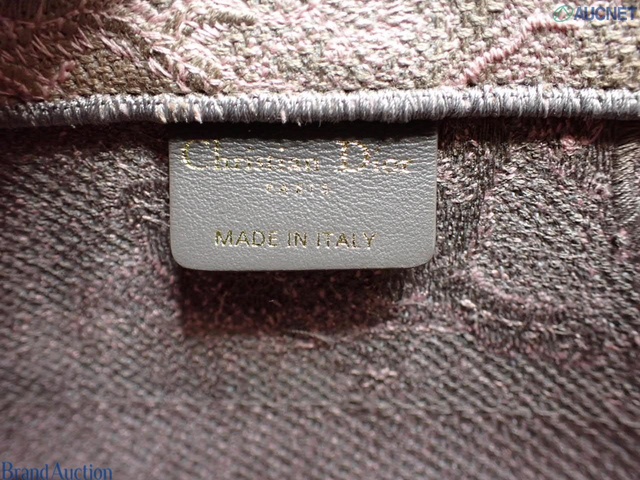 AUCNET
Christian Dior
PARIS
MADE IN ITALY
Brand Auction